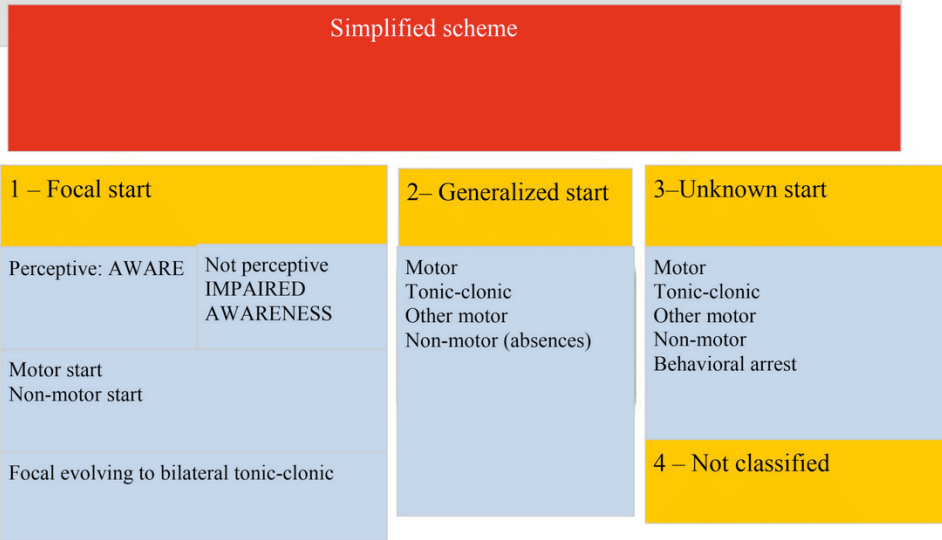 Simplified scheme
1 – Focal start
Perceptive: AWARE
Not perceptive
IMPAIRED
AWARENESS
Motor start
Non-motor start
Focal evolving to bilateral tonic-clonic
2– Generalized start
Motor
Tonic-clonic
Other motor
Non-motor (absences)
3–Unknown start
Motor
Tonic-clonic
Other motor
Non-motor
Behavioral arrest
4 – Not classified